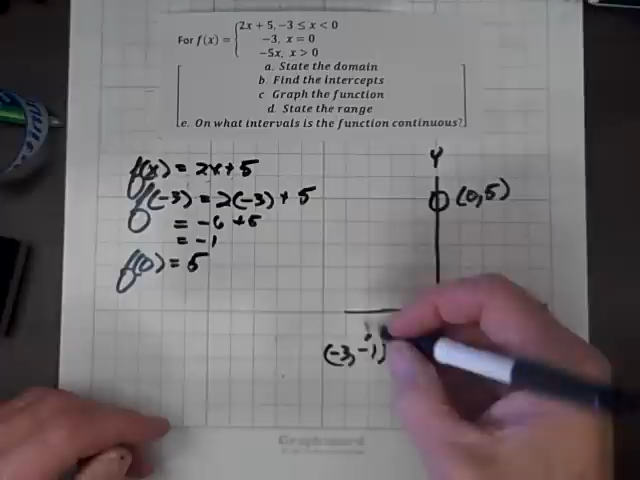 For f(x) = { 2x + 5, −3 ≤ x < 0
−3, x = 0
−5x, x > 0
a. State the domain
b. Find the intercepts
c Graph the function
d. State the range
e. On what intervals is the function continuous?
f(x) = 2x+5
f(-3) = 2(-3) + 5
= -6 +5
= -1
f(0) = 5
y
(0,5)
(-3,-1)